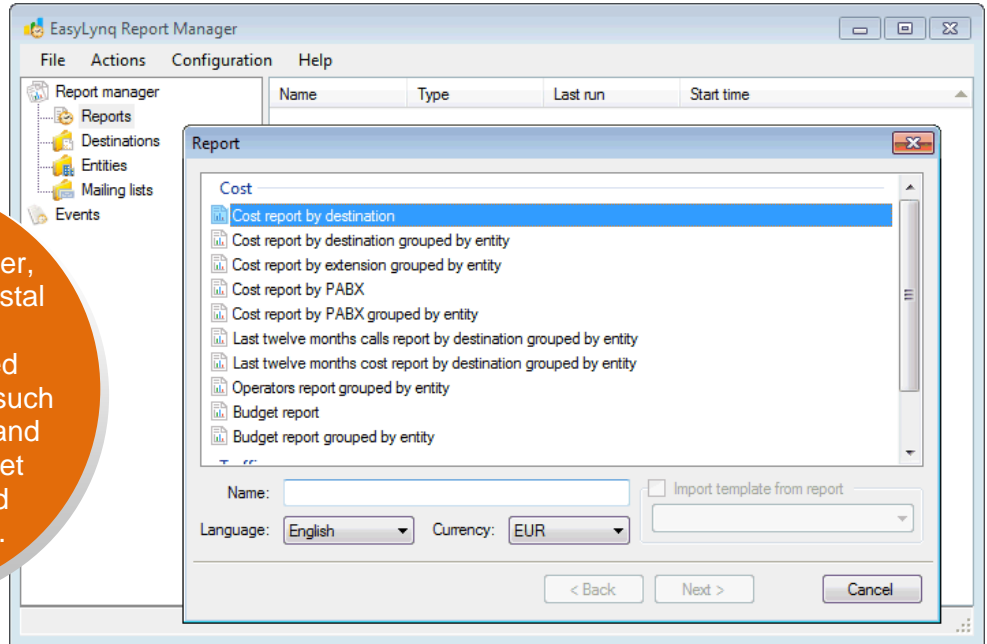 EasyLynq Report Manager
File Actions Configuration Help
Report manager
Reports
Destinations
Entities
Mailing lists
Events
Name Type Last run Start time
Report
Cost
Cost report by destination
Cost report by destination grouped by entity
Cost report by extension grouped by entity
Cost report by PABX
Cost report by PABX grouped by entity
Last twelve months calls report by destination grouped by entity
Last twelve months cost report by destination grouped by entity
Operators report grouped by entity
Budget report
Budget report grouped by entity
Name:
Import template from report
Language: English Currency: EUR
< Back Next > Cancel
such
and